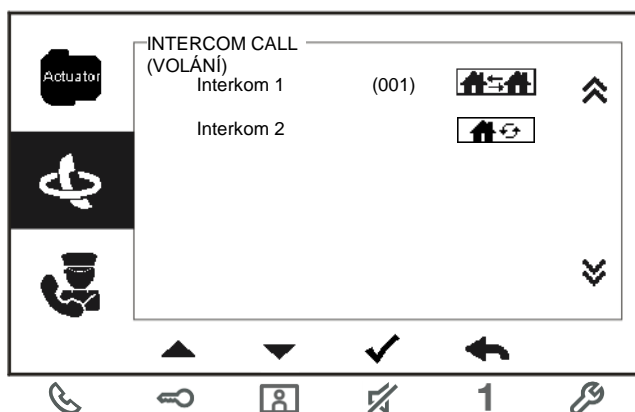 INTERCOM CALL
(VOLÁNÍ)
Actuator
Interkom 1 (001)
Interkom 2
1